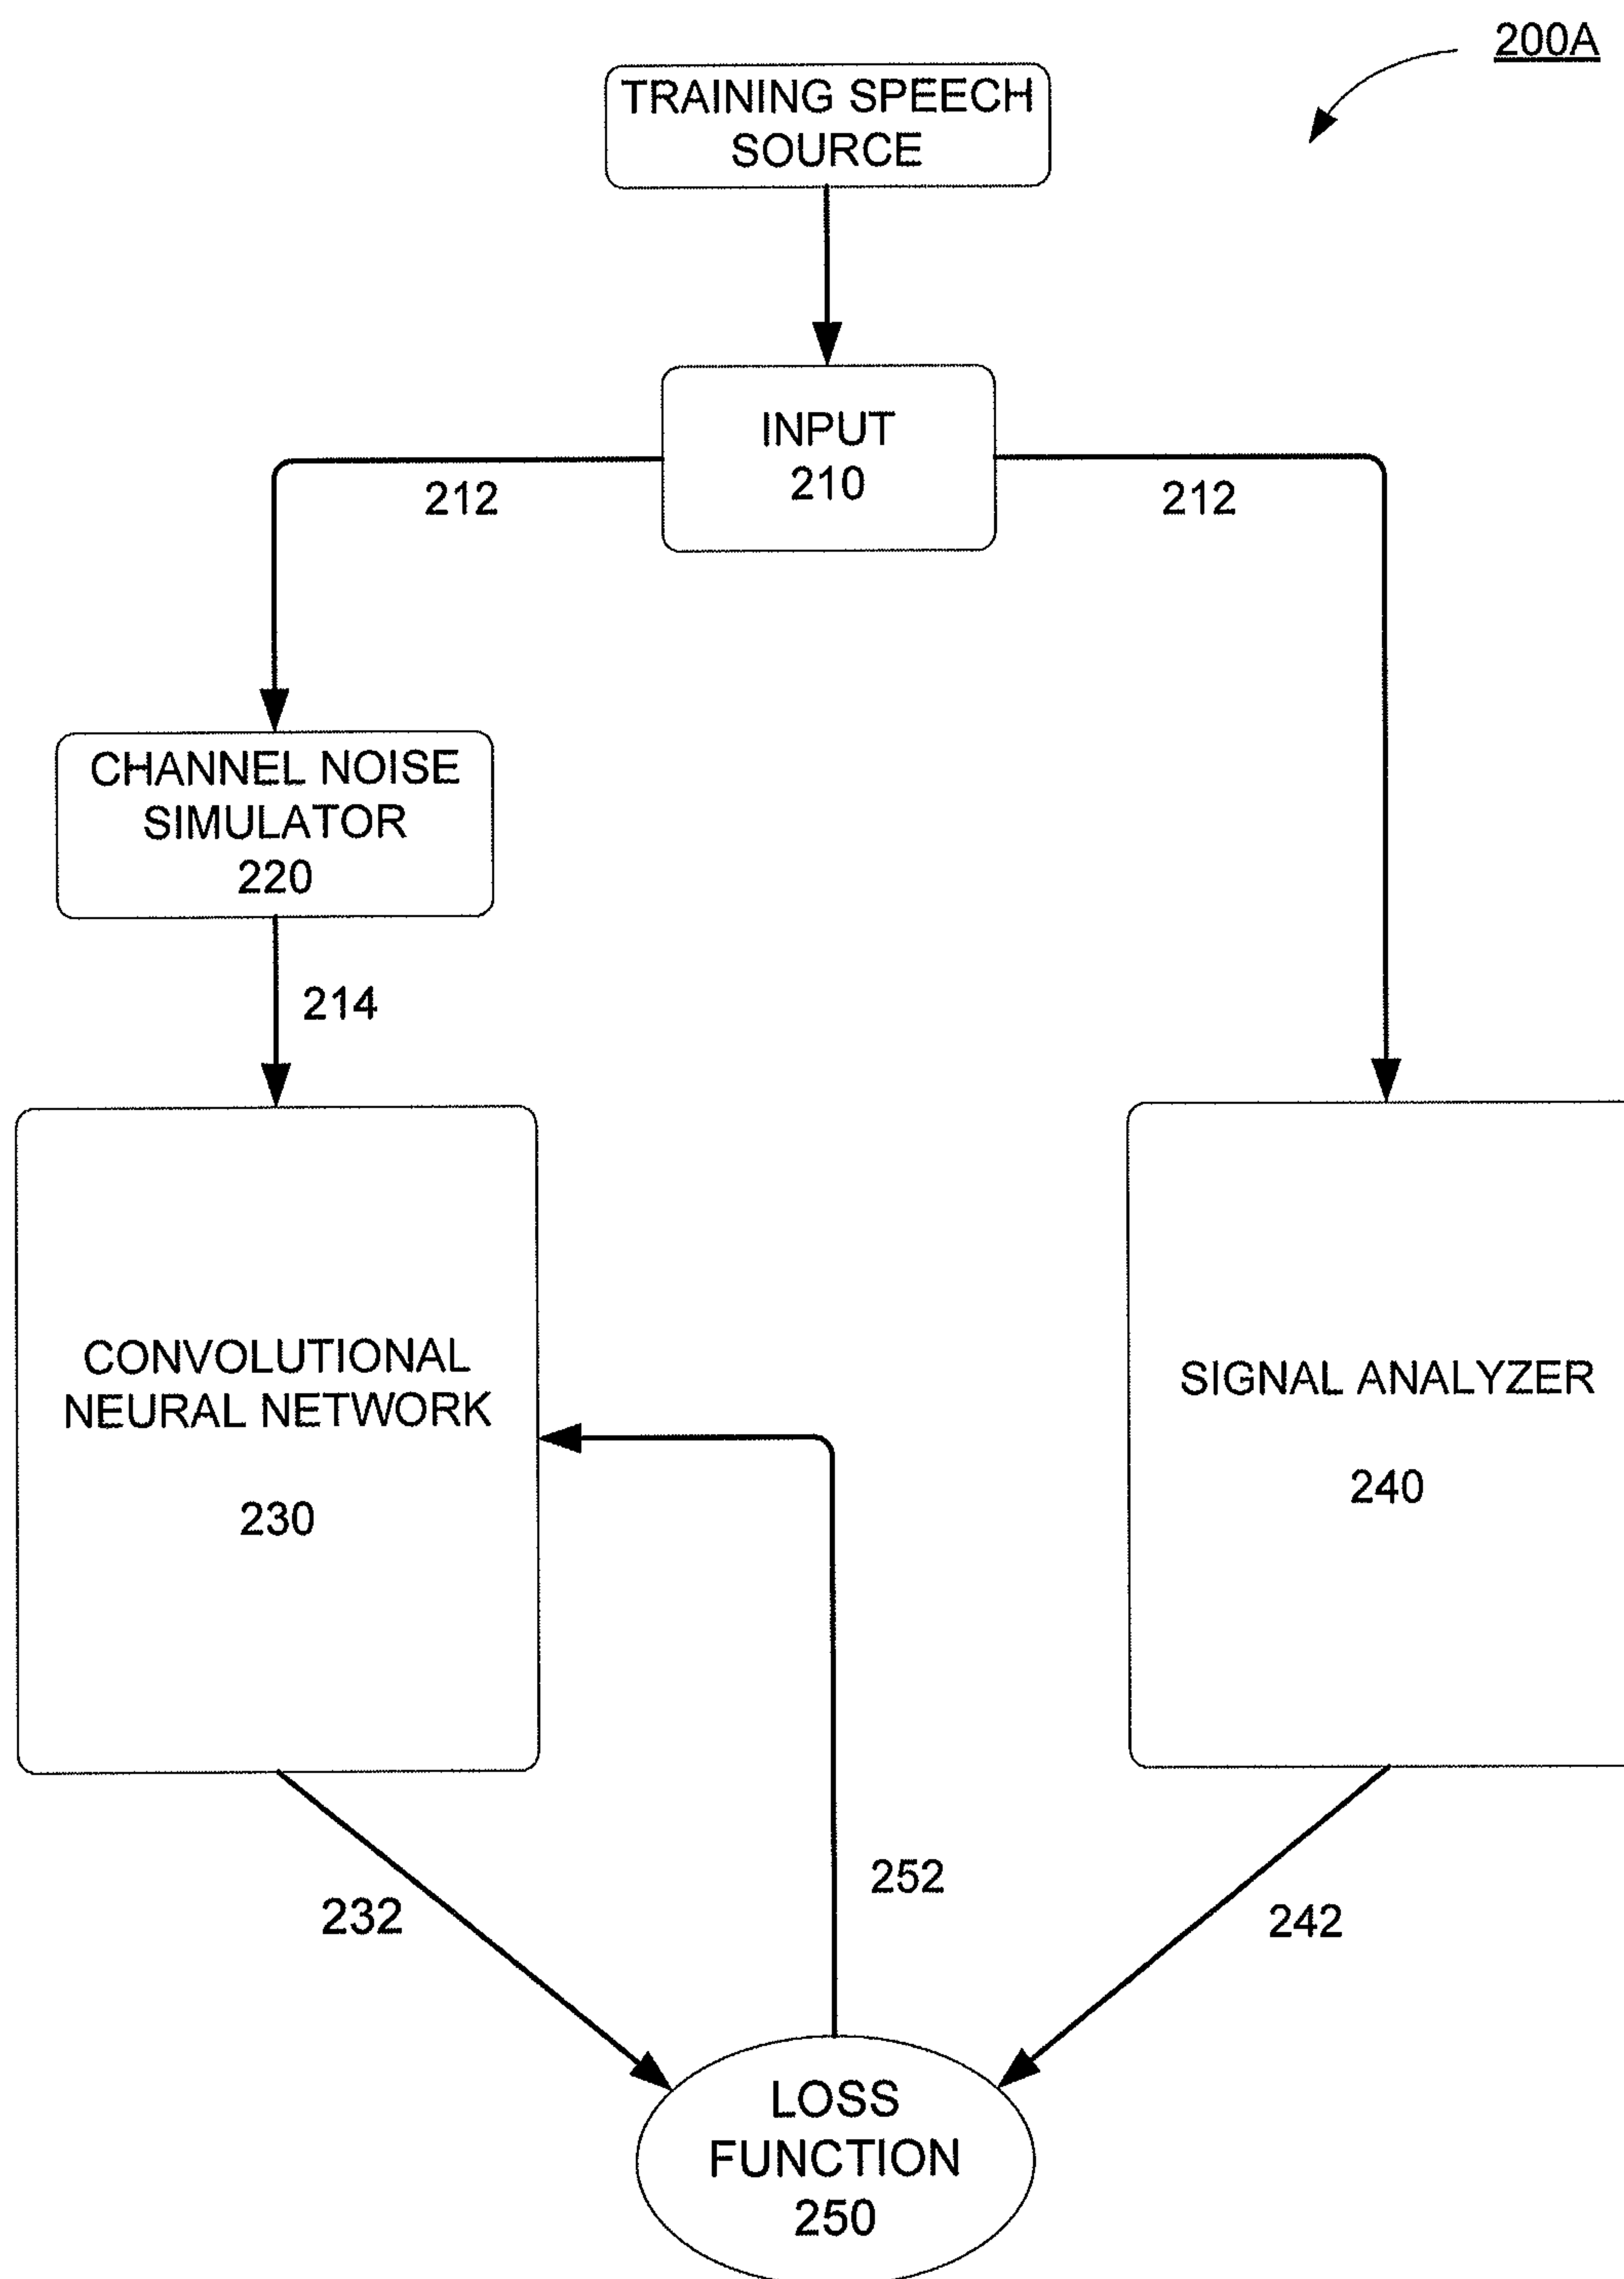 200A
TRAINING SPEECH
SOURCE
INPUT
210
212
212
CHANNEL NOISE
SIMULATOR
220
214
CONVOLUTIONAL
NEURAL NETWORK
230
SIGNAL ANALYZER
240
252
232
242
LOSS
FUNCTION
250